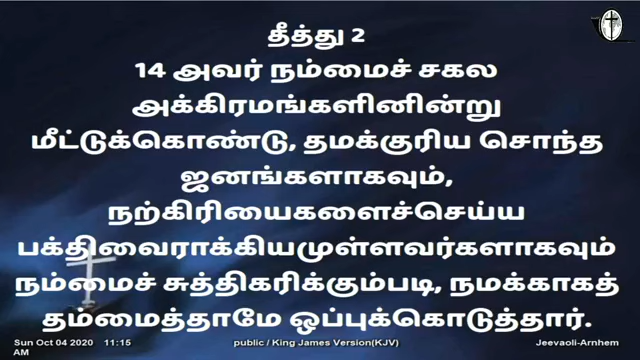 தீத்து 2
14 அவர் நம்மைச் சகல
அக்கிரமங்களினின்று
மீட்டுக்கொண்டு, தமக்குரிய சொந்த
ஜனங்களாகவும்,
நற்கிரியைகளைச்செய்ய
பக்திவைராக்கியமுள்ளவர்களாகவும்
நம்மைச் சுத்திகரிக்கும்படி, நமக்காகத்
தம்மைத்தாமே ஒப்புக்கொடுத்தார்.
Sun Oct 04 2020 11:15 AM public / King James Version(KJV) Jeevaoli-Arnhem